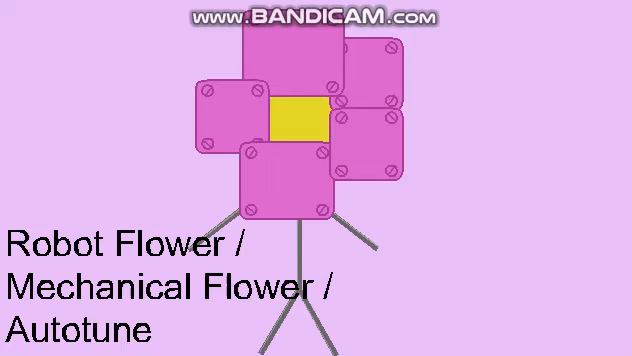 www.BANDICAM.com
Robot Flower /
Mechanical Flower /
Autotune